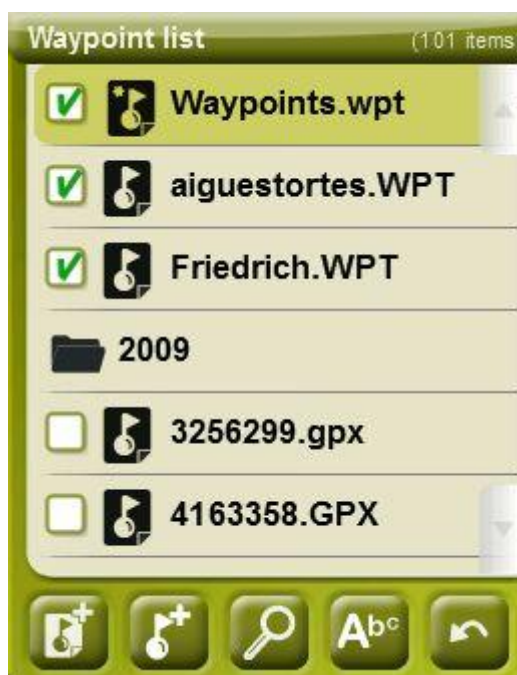 Waypoint list (101 items
Waypoints.wpt
aiguestortes.WPT
Friedrich.WPT
2009
3256299.gpx
4163358.GPX
Abc